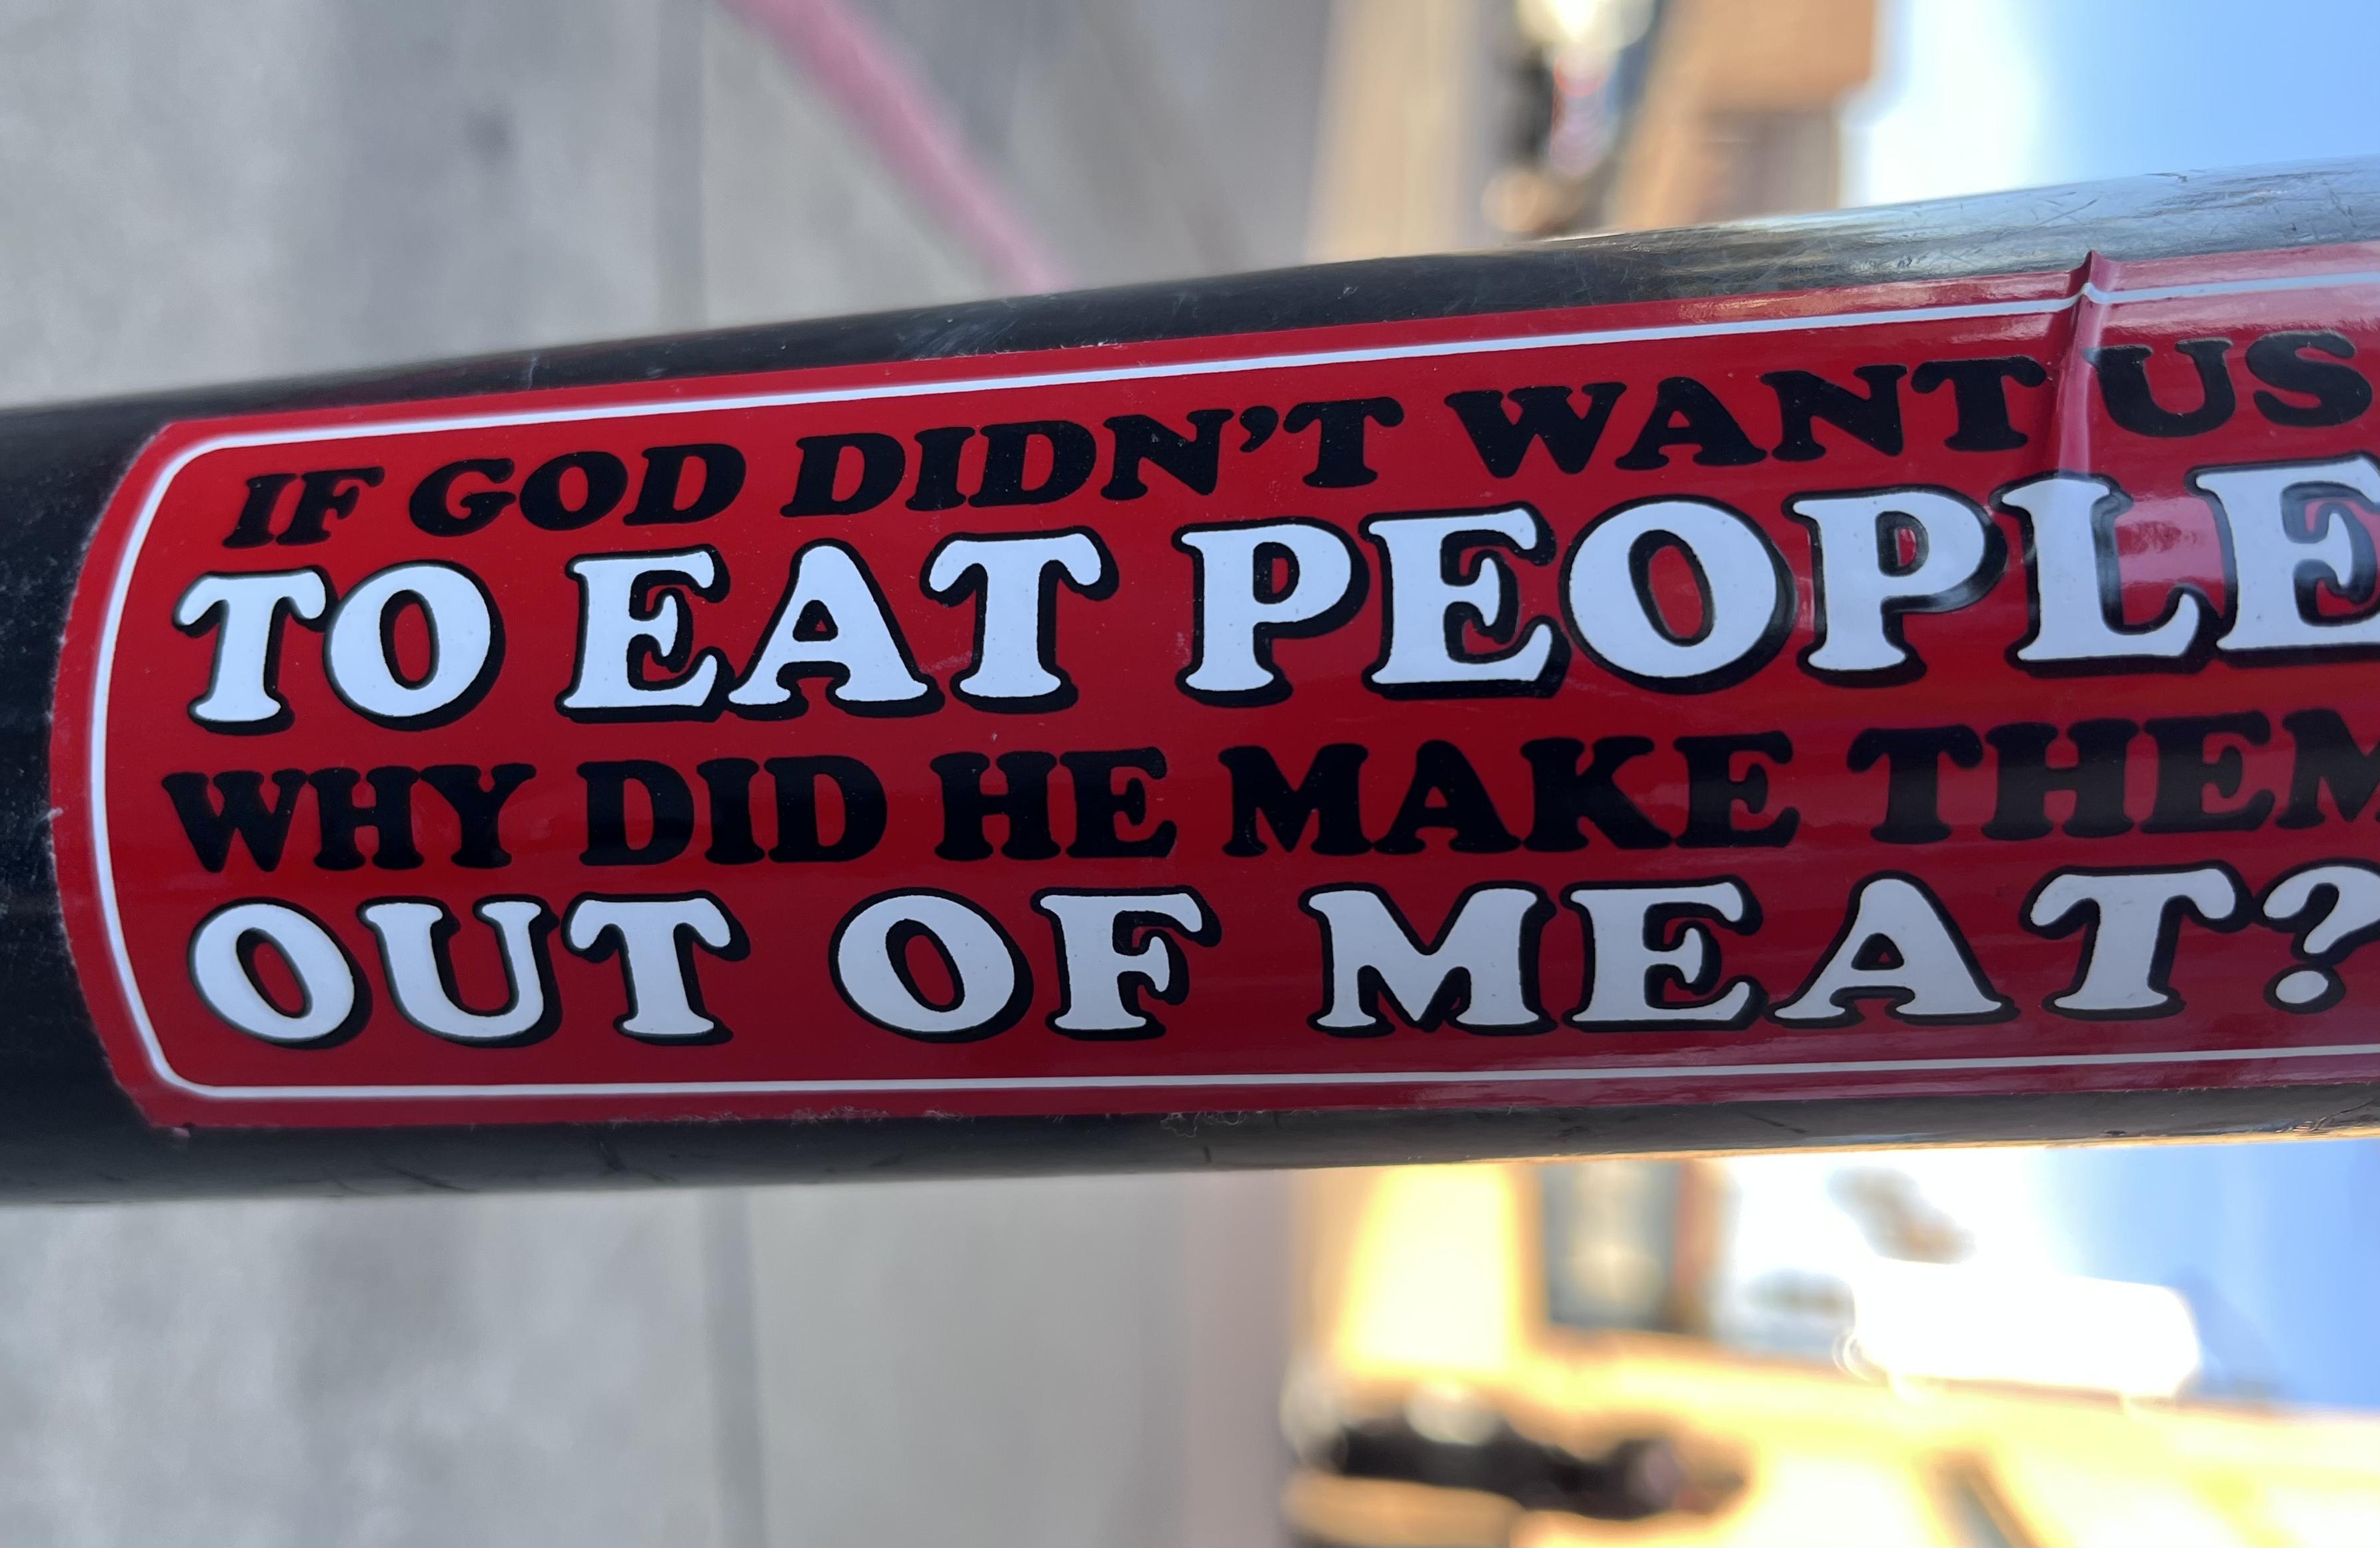 IF GOD DIDN'T WANT US
TO EAT PEOPLE
WHY DID HE MAKE THEM
OUT OF MEAT?